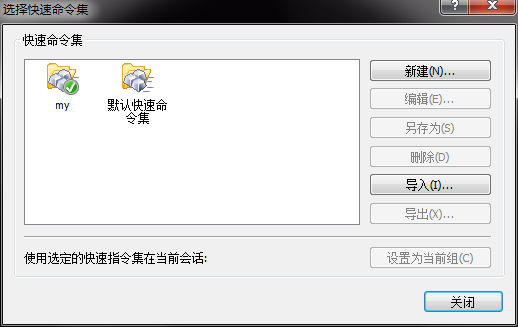 选择快速命令集
快速命令集
my
默认快速命
令集
新建(N)...
编辑(E)...
另存为(S)
删除(D)
导入(I)...
导出(X)...
使用选定的快速指令集在当前会话:
设置为当前组(C)
关闭